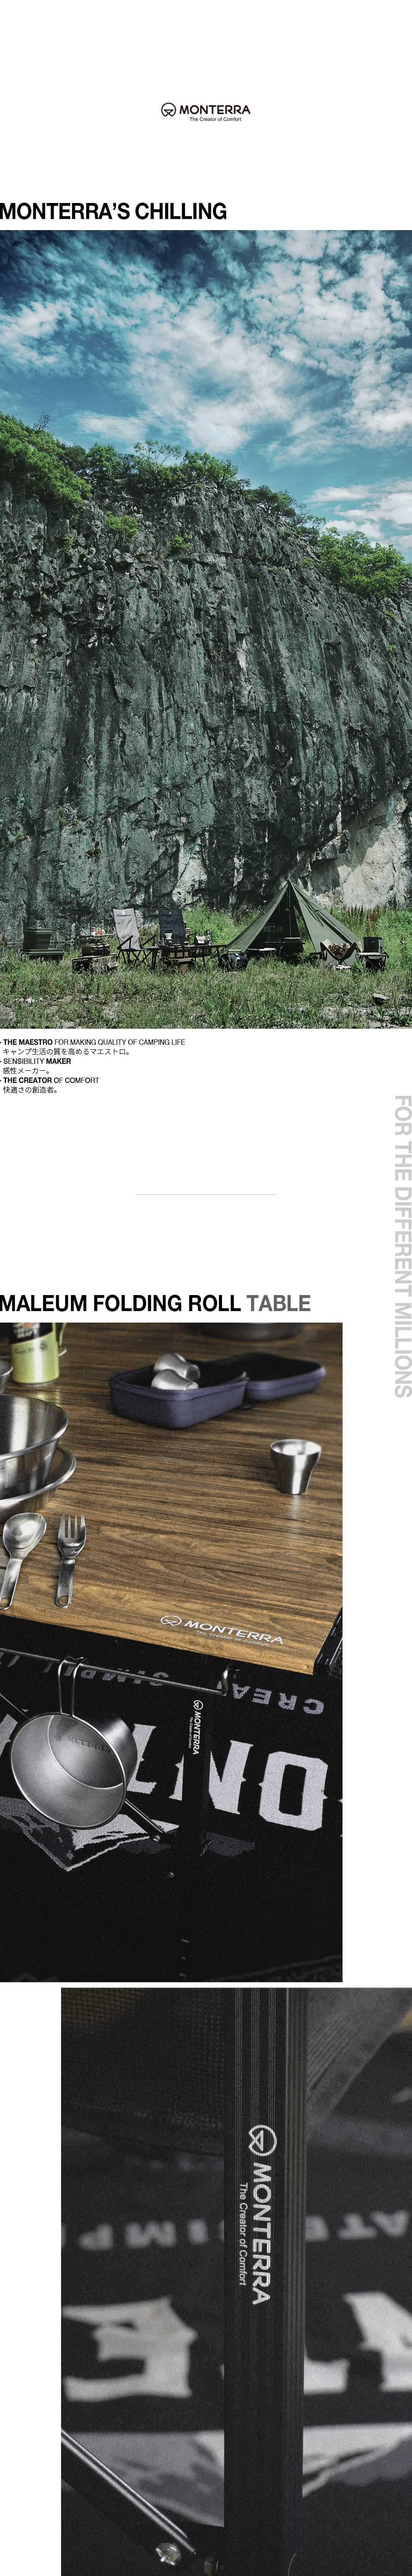 MONTERRA
The Creator of Comfort
MONTERRA'S CHILLING
• THE MAESTRO FOR MAKING QUALITY OF CAMPING LIFE
キャンプ生活の質を高めるマエストロ。
• SENSIBILITY MAKER
感性メーカー。
• THE CREATOR OF COMFORT
快適さの創造者。
FOR THE DIFFERENT MILLIONS
MALEUM FOLDING ROLL TABLE
MONTERRA
The Creator of Comfort
CREA
MONTERRA
The Creator of Comfort
MONTERRA
MONTERRA
The Creator of Comfort